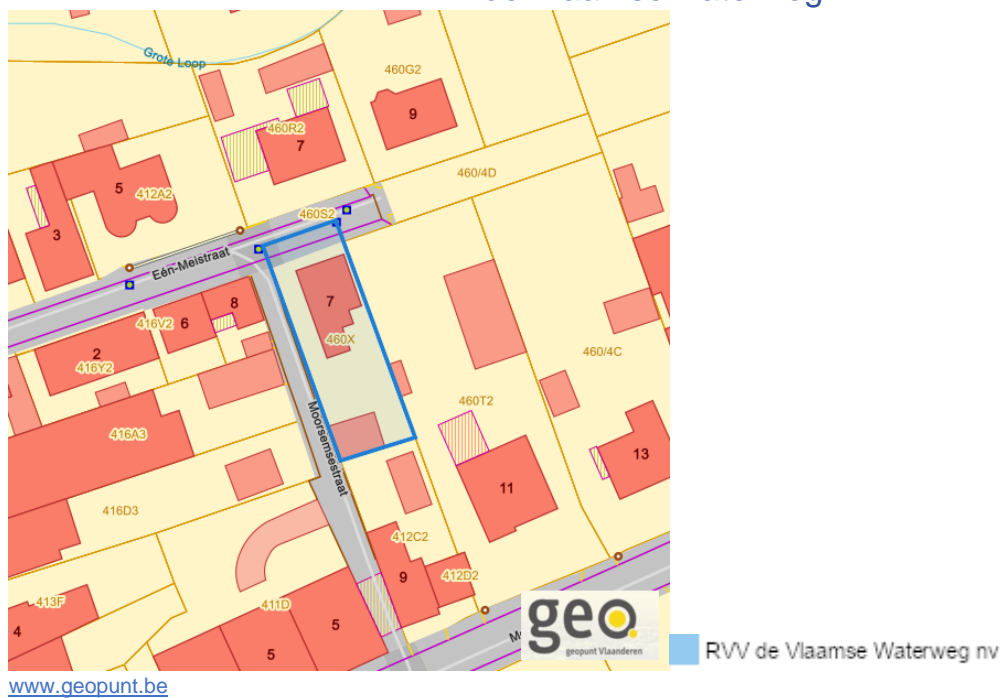 Grote Loop
460G2
9
460R2
7
5
412A2
460/4D
460S2
3
Eén-Meistraat
8
7
416V2
6
460X
2
416Y2
460/4C
460T2
Moorsemsestraat
416A3
13
11
416D3
412C2
9
412D2
413F
411D
4
5
5
geo
geopunt Vlaanderen
RVV de Vlaamse Waterweg nv
www.geopunt.be